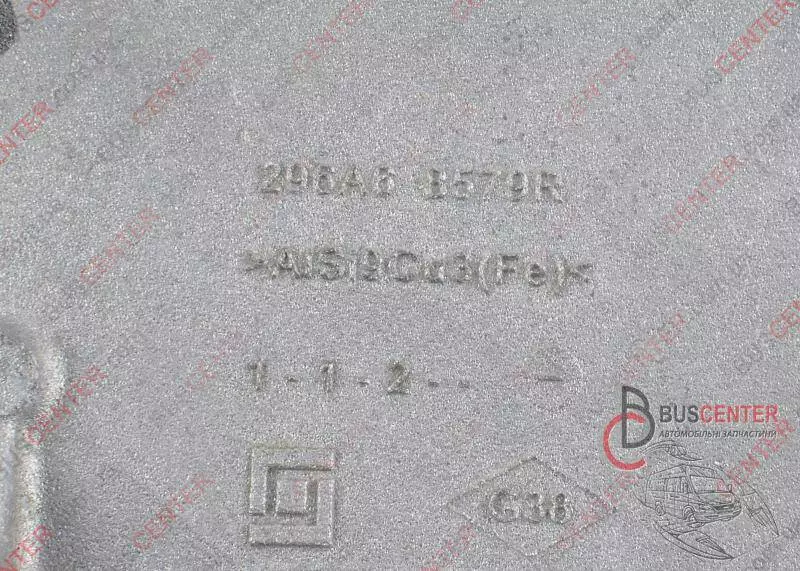 296A6 8579R
>AlSi9Cu3(Fe)<
1-1-2--
G38
BUSCENTER
АВТОМОБІЛЬНІ ЗАПЧАСТИНИ